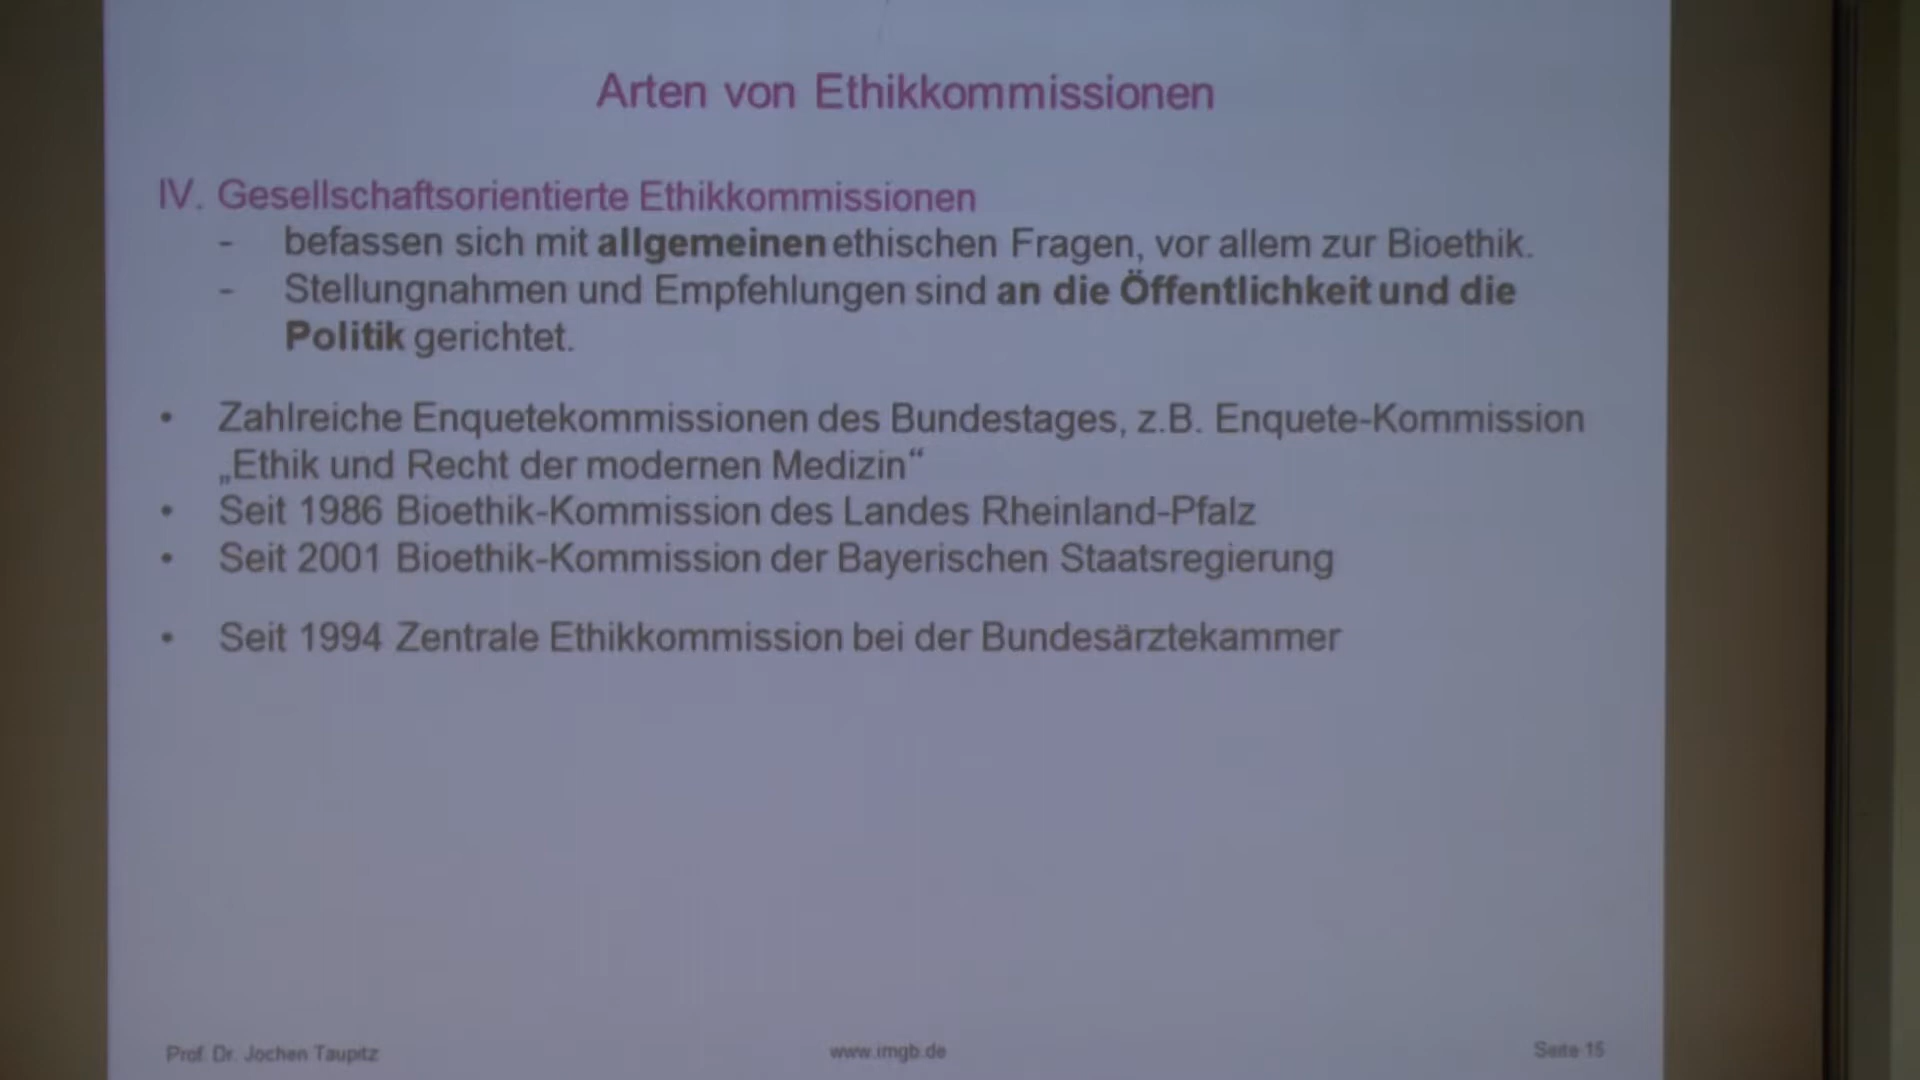 Arten von Ethikkommissionen
IV. Gesellschaftsorientierte Ethikkommissionen
- befassen sich mit allgemeinen ethischen Fragen, vor allem zur Bioethik.
- Stellungnahmen und Empfehlungen sind an die Öffentlichkeit und die
Politik gerichtet.
• Zahlreiche Enquetekommissionen des Bundestages, z.B. Enquete-Kommission
„Ethik und Recht der modernen Medizin“
• Seit 1986 Bioethik-Kommission des Landes Rheinland-Pfalz
• Seit 2001 Bioethik-Kommission der Bayerischen Staatsregierung
• Seit 1994 Zentrale Ethikkommission bei der Bundesärztekammer
Prof. Dr. Jochen Taupitz www.imgb.de Seite 15